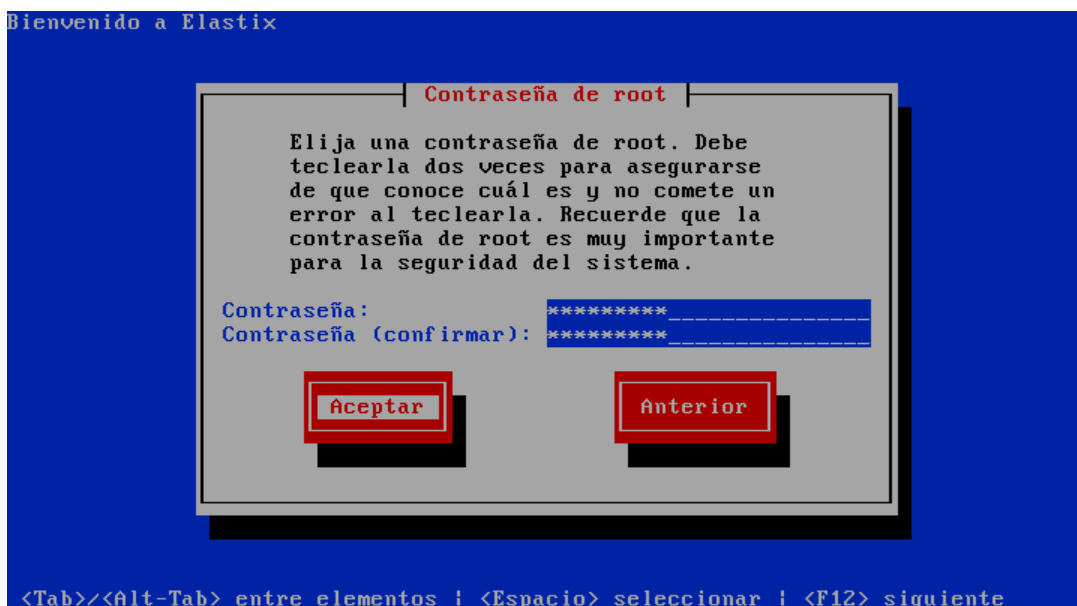 Bienvenido a Elastix
Contraseña de root
Elija una contraseña de root. Debe
teclearla dos veces para asegurarse
de que conoce cuál es y no comete un
error al teclearla. Recuerde que la
contraseña de root es muy importante
para la seguridad del sistema.
Contraseña: *********_______________
Contraseña (confirmar): *********_______________
Aceptar Anterior
<Tab>/<Alt-Tab> entre elementos | <Espacio> seleccionar | <F12> siguiente